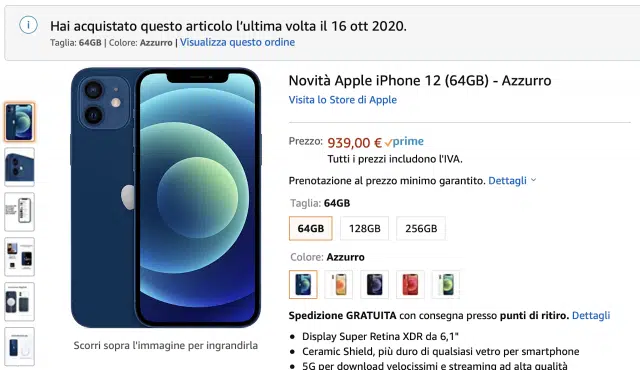 Hai acquistato questo articolo l'ultima volta il 16 ott 2020.
Taglia: 64GB | Colore: Azzurro | Visualizza questo ordine
Novità Apple iPhone 12 (64GB) - Azzurro
Visita lo Store di Apple
Prezzo: 939,00 € prime
Tutti i prezzi includono l'IVA.
Prenotazione al prezzo minimo garantito. Dettagli
Taglia: 64GB
64GB 128GB 256GB
Colore: Azzurro
Spedizione GRATUITA con consegna presso punti di ritiro. Dettagli
• Display Super Retina XDR da 6,1"
• Ceramic Shield, più duro di qualsiasi vetro per smartphone
• 5G per download velocissimi e streaming ad alta qualità
Scorri sopra l'immagine per ingrandirla